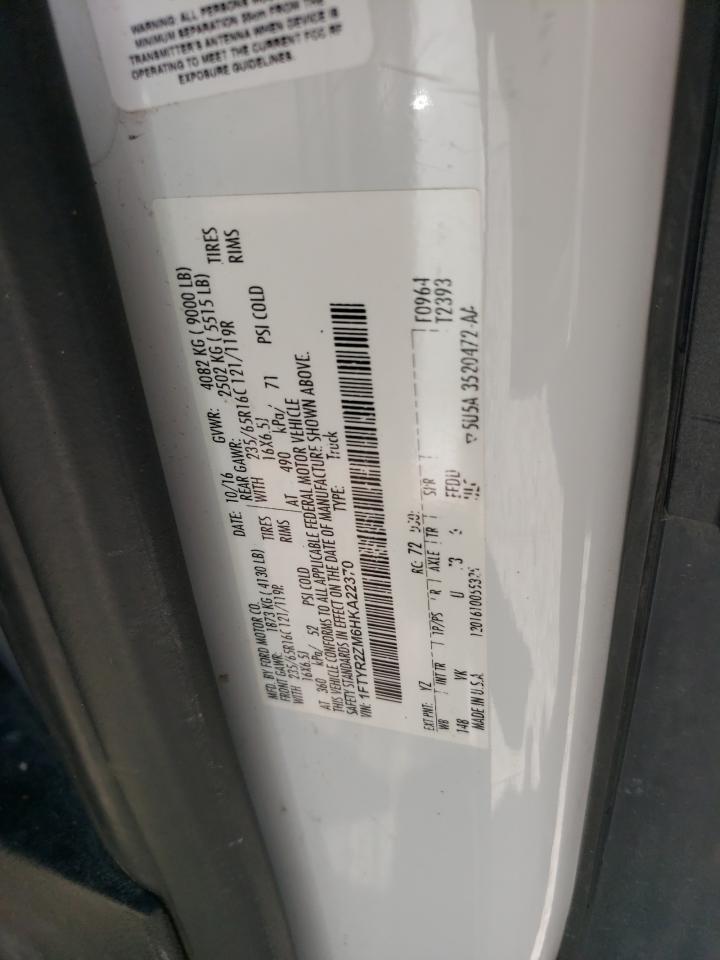 WARNING: ALL PERSONS
MINIMUM SEPARATION FROM THE
TRANSMITTER'S ANTENNA WHEN DEVICE IS
OPERATING TO MEET THE CURRENT FCC RF
EXPOSURE GUIDELINES.
MFD. BY FORD MOTOR CO. DATE: 10/16 GVWR: 4082 KG ( 9000 LB)
FRONT GAWR: 1873 KG ( 4130 LB) REAR GAWR: 2502 KG ( 5515 LB)
WITH 235/65R16C 121/119R TIRES WITH 235/65R16C 121/119R TIRES
16X6.5J RIMS 16X6.5J RIMS
AT 360 kPa/ 52 PSI COLD AT 490 kPa/ 71 PSI COLD
THIS VEHICLE CONFORMS TO ALL APPLICABLE FEDERAL MOTOR VEHICLE
SAFETY STANDARDS IN EFFECT ON THE DATE OF MANUFACTURE SHOWN ABOVE.
VIN: 1FTYR2ZM6HKA22370 TYPE: Truck
EXT PNT: YZ RC: 72 F0964
WB INT TR TP/PS R AXLE TR SPR T2393
148 VK U
MADE IN U.S.A. 3520472-AA